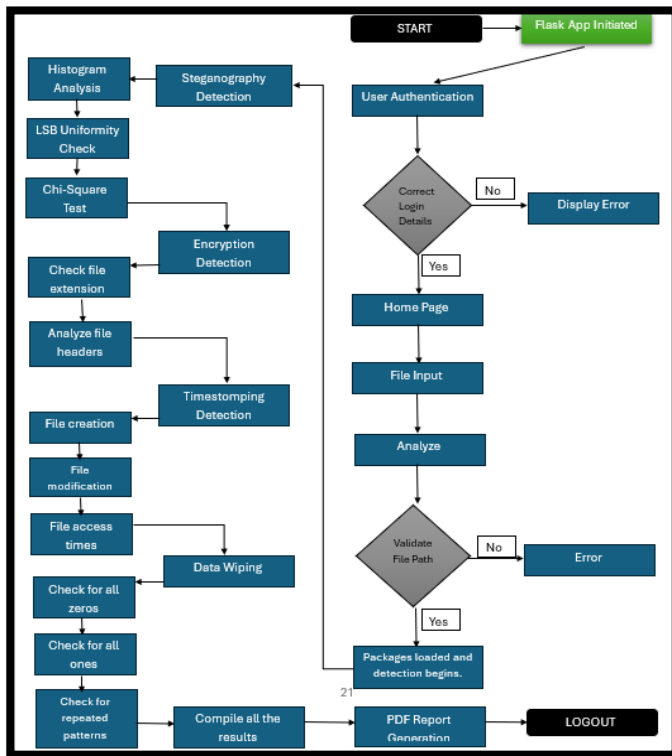 START
Flask App Initiated
User Authentication
Correct
Login
Details
No
Display Error
Yes
Home Page
File Input
Analyze
Validate
File Path
No
Error
Yes
Packages loaded and
detection begins.
21
Steganography
Detection
Histogram
Analysis
LSB Uniformity
Check
Chi-Square
Test
Encryption
Detection
Check file
extension
Analyze file
headers
Timestomping
Detection
File creation
File
modification
File access
times
Data Wiping
Check for all
zeros
Check for all
ones
Check for
repeated
patterns
Compile all the
results
PDF Report
Generation
LOGOUT